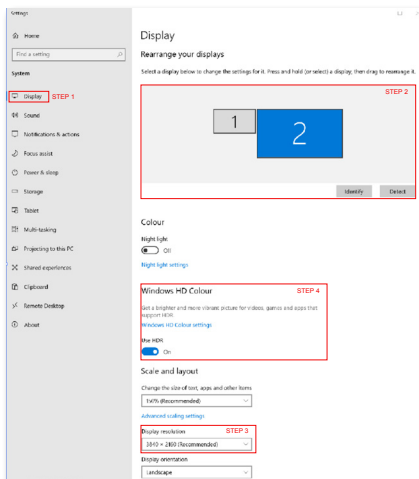 Settings
Home
Find a setting
System
Display STEP 1
Sound
Notifications & actions
Focus assist
Power & sleep
Storage
Tablet
Multi-tasking
Projecting to this PC
Shared experiences
Clipboard
Remote Desktop
About
Display
Rearrange your displays
Select a display below to change the settings for it. Press and hold (or select) a display, then drag to rearrange it.
STEP 2
1 2
Identify Detect
Colour
Night light
Off
Night light settings
Windows HD Colour STEP 4
Get a brighter and more vibrant picture for videos, games and apps that
support HDR.
Windows HD Colour settings
Use HDR
On
Scale and layout
Change the size of text, apps and other items
150% (Recommended)
Advanced scaling settings
Display resolution STEP 3
3840 × 2160 (Recommended)
Display orientation
Landscape